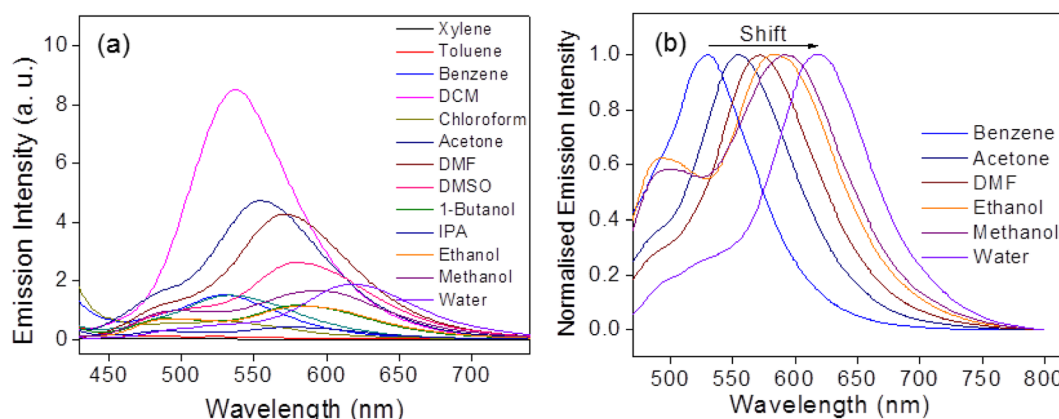 (a)
Emission Intensity (a. u.)
10
8
6
4
2
0
450
500
550
600
650
700
Wavelength (nm)
Xylene
Toluene
Benzene
DCM
Chloroform
Acetone
DMF
DMSO
1-Butanol
IPA
Ethanol
Methanol
Water
(b)
Shift
Normalised Emission Intensity
1.0
0.8
0.6
0.4
0.2
0.0
500
550
600
650
700
750
800
Wavelength (nm)
Benzene
Acetone
DMF
Ethanol
Methanol
Water